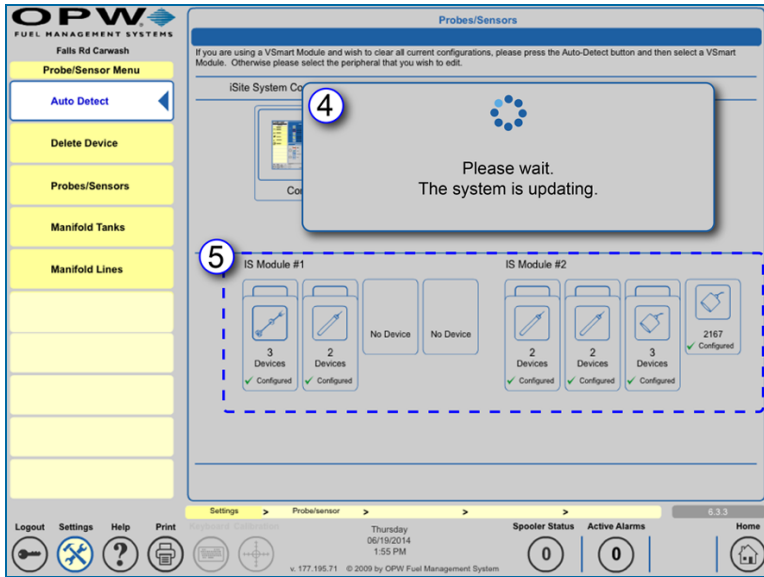 OPW
FUEL MANAGEMENT SYSTEMS
Falls Rd Carwash
Probe/Sensor Menu
Auto Detect
Delete Device
Probes/Sensors
Manifold Tanks
Manifold Lines
Probes/Sensors
If you are using a VSmart Module and wish to clear all current configurations, please press the Auto-Detect button and then select a VSmart
Module. Otherwise please select the peripheral that you wish to edit.
iSite System Co
4
Please wait.
The system is updating.
Co
5
IS Module #1
3
Devices
Configured
2
Devices
Configured
No Device
No Device
IS Module #2
2
Devices
Configured
2
Devices
Configured
3
Devices
Configured
2167
Configured
Settings > Probe/sensor > > >
6.3.3
Logout
Settings
Help
Print
Keyboard Calibration
Thursday
06/19/2014
1:55 PM
v. 177.195.71 © 2009 by OPW Fuel Management System
Spooler Status
0
Active Alarms
0
Home